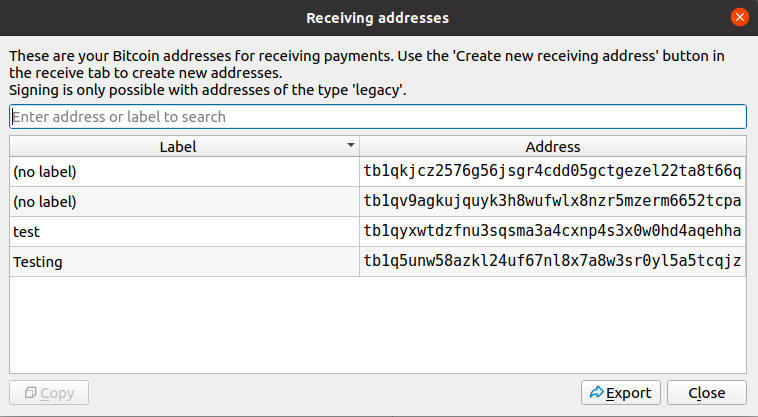 Receiving addresses
These are your Bitcoin addresses for receiving payments. Use the 'Create new receiving address' button in
the receive tab to create new addresses.
Signing is only possible with addresses of the type 'legacy'.
Enter address or label to search
Label Address
(no label) tb1qkjcz2576g56jsgr4cdd05gctgezel22ta8t66q
(no label) tb1qv9agkujquyk3h8wufwlx8nzr5mzerm6652tcpa
test tb1qyxwtdzfnu3sqsma3a4cxnp4s3x0w0hd4aqehha
Testing tb1q5unw58azkl24uf67nl8x7a8w3sr0yl5a5tcqjz
Copy Export Close